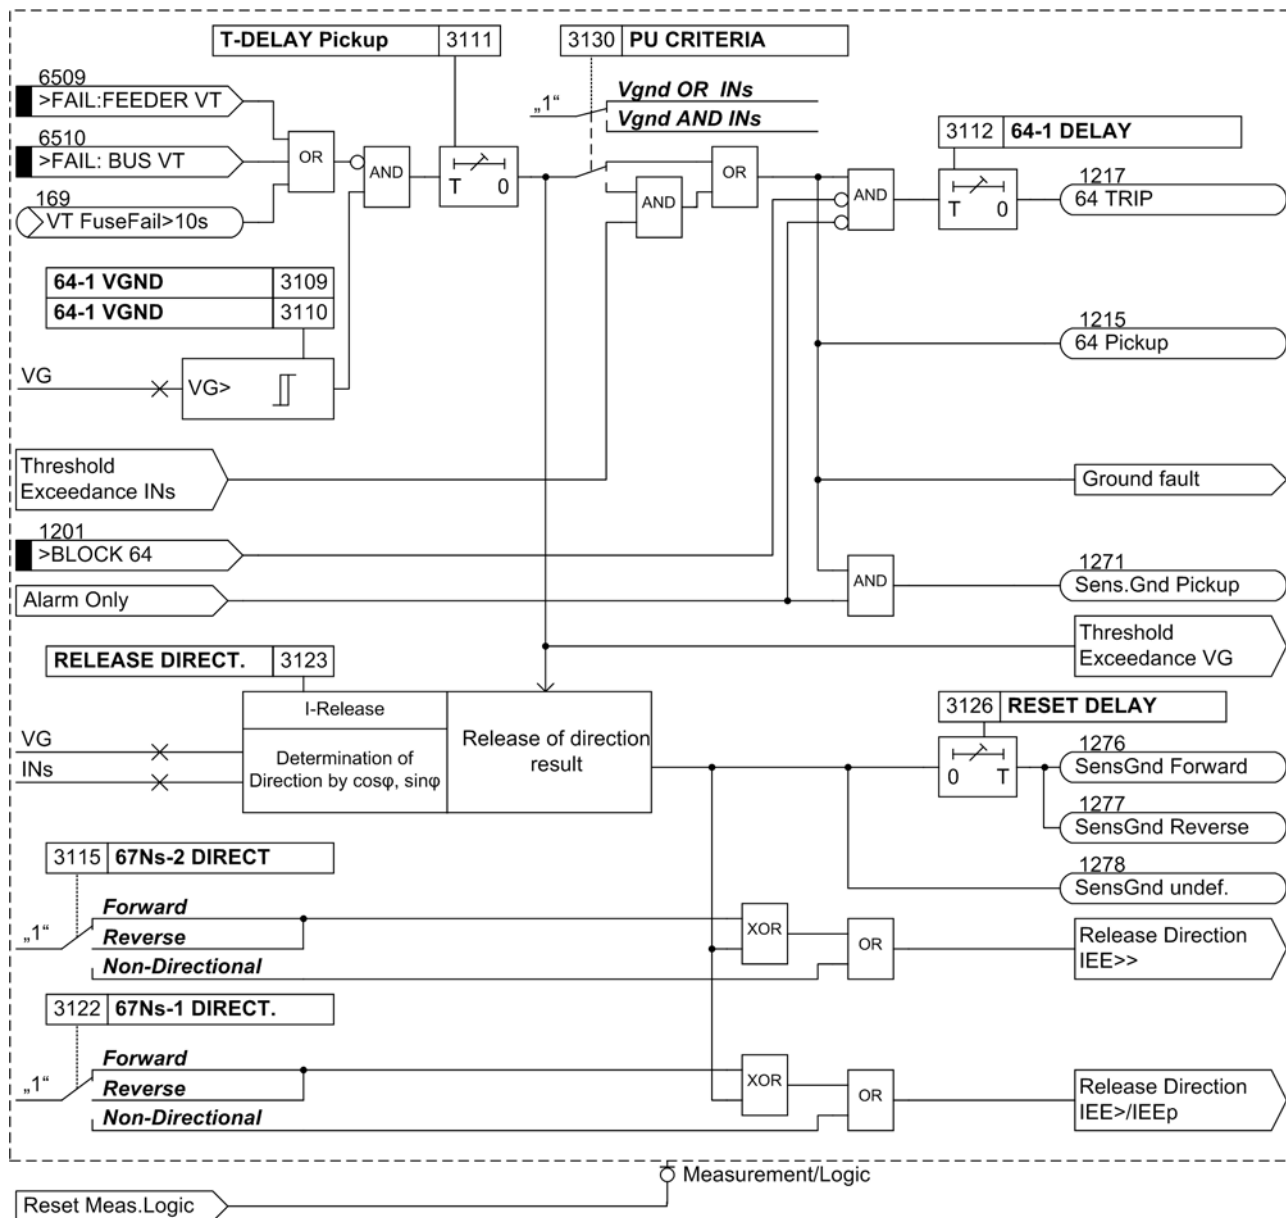 T-DELAY Pickup 3111
3130 PU CRITERIA
6509
>FAIL:FEEDER VT
„1“
Vgnd OR INs
Vgnd AND INs
6510
>FAIL: BUS VT
OR
AND
T 0
OR
AND
3112 64-1 DELAY
169
VT FuseFail>10s
AND
T 0
1217
64 TRIP
64-1 VGND 3109
64-1 VGND 3110
1215
64 Pickup
VG
VG>
Threshold
Exceedance INs
Ground fault
1201
>BLOCK 64
Alarm Only
AND
1271
Sens.Gnd Pickup
Threshold
Exceedance VG
RELEASE DIRECT. 3123
I-Release
3126 RESET DELAY
VG
INs
Determination of
Direction by cosφ, sinφ
Release of direction
result
0 T
1276
SensGnd Forward
1277
SensGnd Reverse
1278
SensGnd undef.
3115 67Ns-2 DIRECT
„1“
Forward
Reverse
Non-Directional
XOR
OR
Release Direction
IEE>>
3122 67Ns-1 DIRECT.
„1“
Forward
Reverse
Non-Directional
XOR
OR
Release Direction
IEE>/IEEp
Measurement/Logic
Reset Meas.Logic